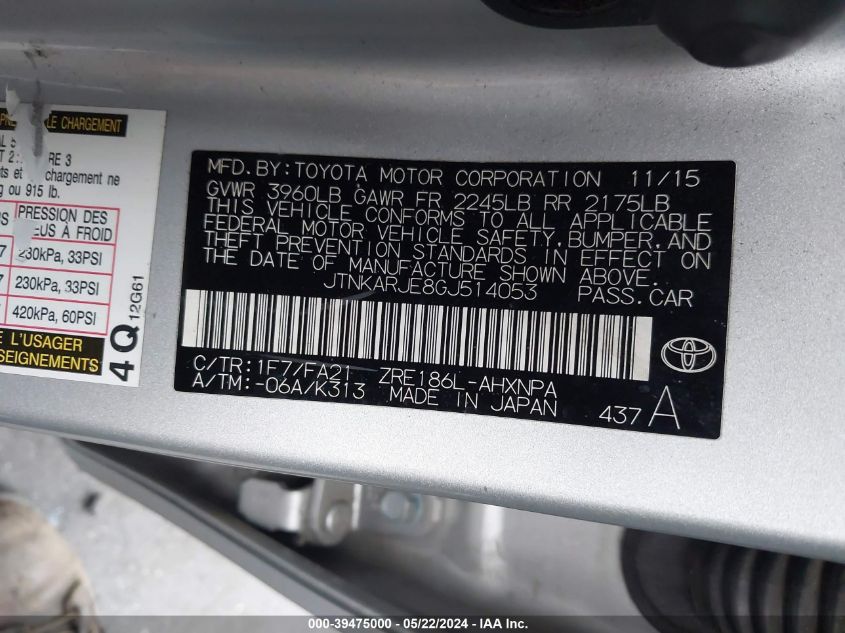 LE CHARGEMENT
RE 3
ents et chargement ne
g ou 915 lb.
PRESSION DES
EUS À FROID
230kPa, 33PSI
230kPa, 33PSI
420kPa, 60PSI
E L'USAGER
SEIGNEMENTS
4Q 12G61
MFD.BY:TOYOTA MOTOR CORPORATION 11/15
GVWR 3960LB GAWR FR 2245LB RR 2175LB
THIS VEHICLE CONFORMS TO ALL APPLICABLE
FEDERAL MOTOR VEHICLE SAFETY,BUMPER,AND
THEFT PREVENTION STANDARDS IN EFFECT ON
THE DATE OF MANUFACTURE SHOWN ABOVE.
JTNKARJE8GJ514053 PASS.CAR
C/TR:1F7/FA21 ZRE186L-AHXNPA
A/TM:-06A/K313 MADE IN JAPAN 437 A
000-39475000 - 05/22/2024 - IAA Inc.